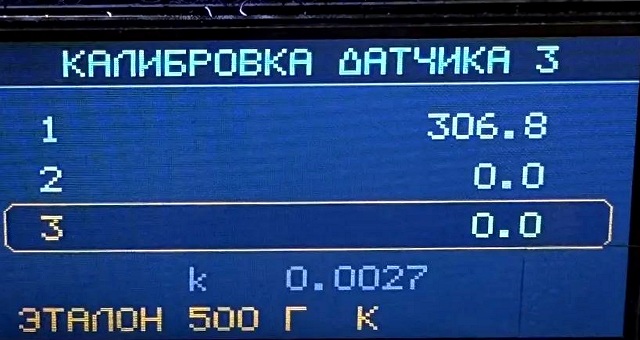 КАЛИБРОВКА ДАТЧИКА 3
1 306.8
2 0.0
3 0.0
k 0.0027
ЭТАЛОН 500 Г К